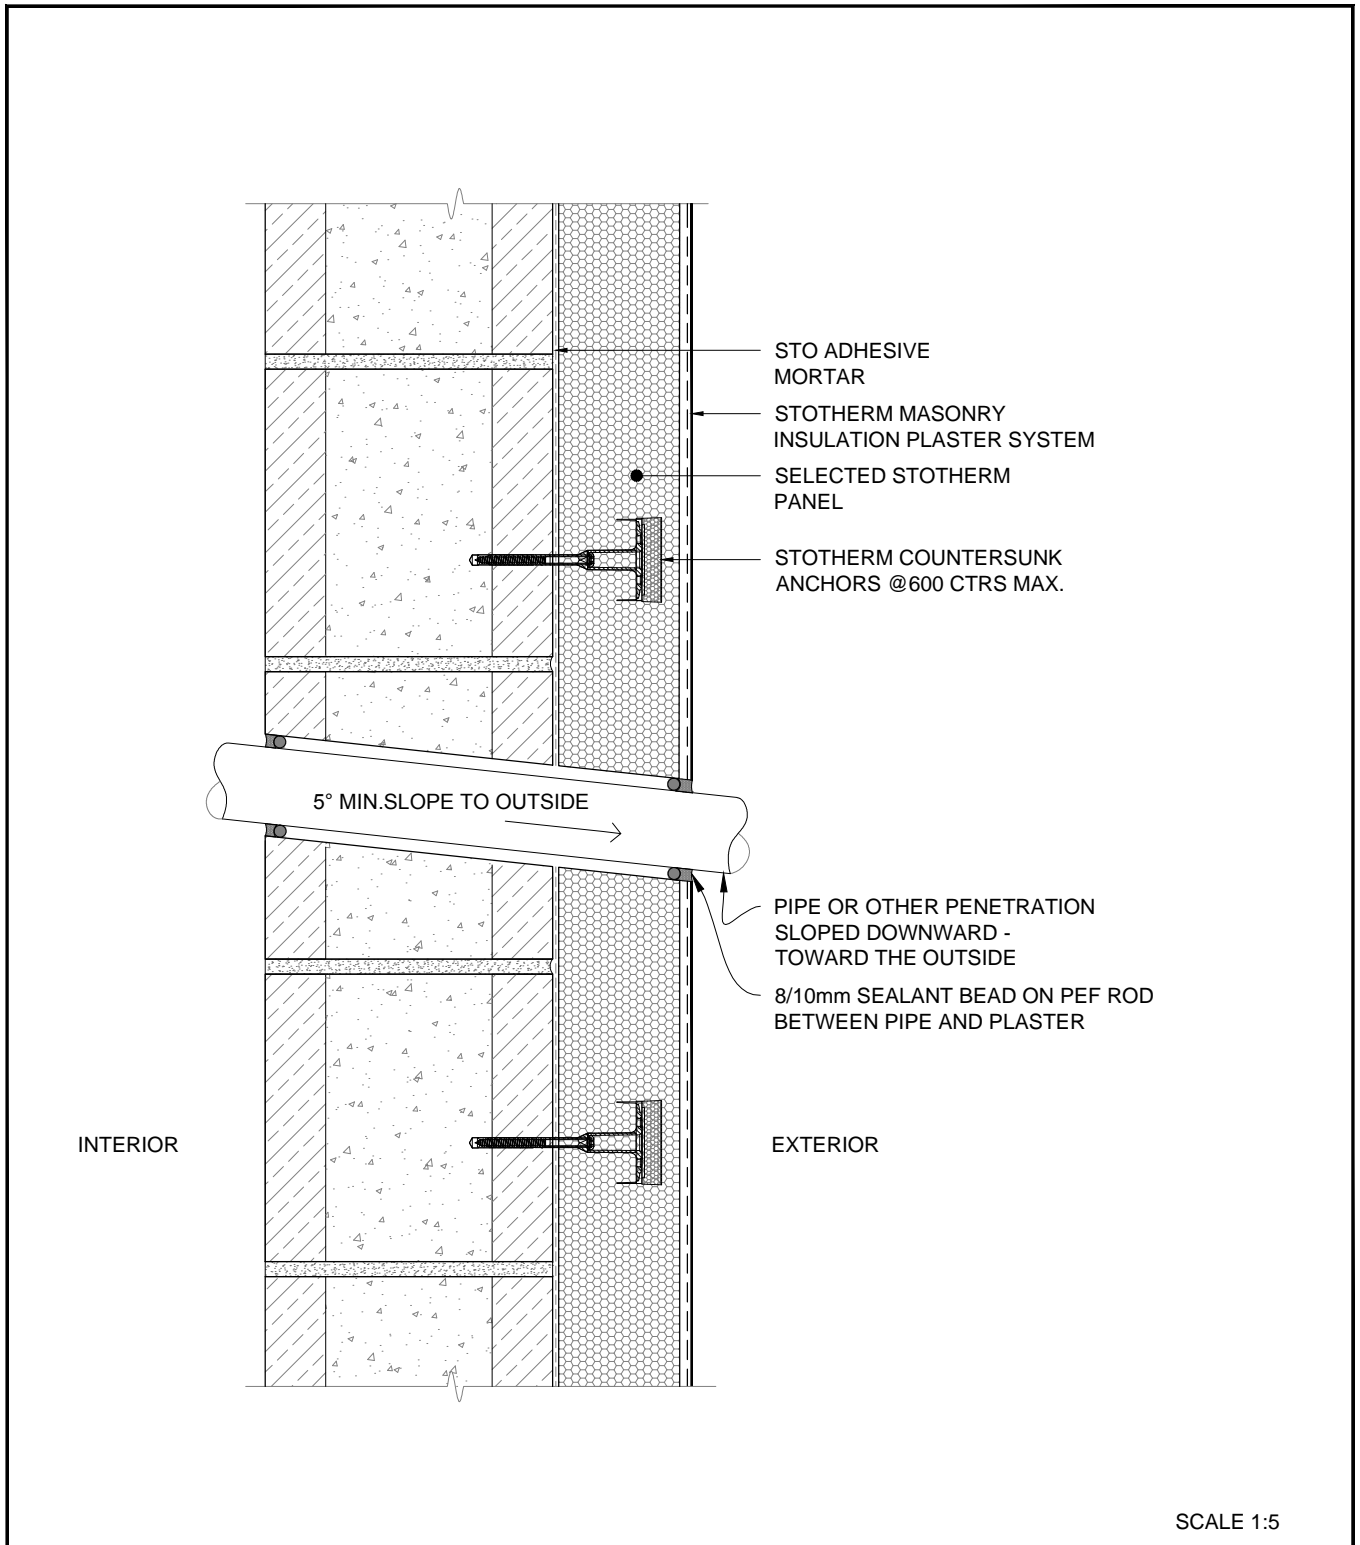 STO ADHESIVE
MORTAR
STOTHERM MASONRY
INSULATION PLASTER SYSTEM
SELECTED STOTHERM
PANEL
STOTHERM COUNTERSUNK
ANCHORS @600 CTRS MAX.
5° MIN.SLOPE TO OUTSIDE
PIPE OR OTHER PENETRATION
SLOPED DOWNWARD -
TOWARD THE OUTSIDE
8/10mm SEALANT BEAD ON PEF ROD
BETWEEN PIPE AND PLASTER
INTERIOR
EXTERIOR
SCALE 1:5